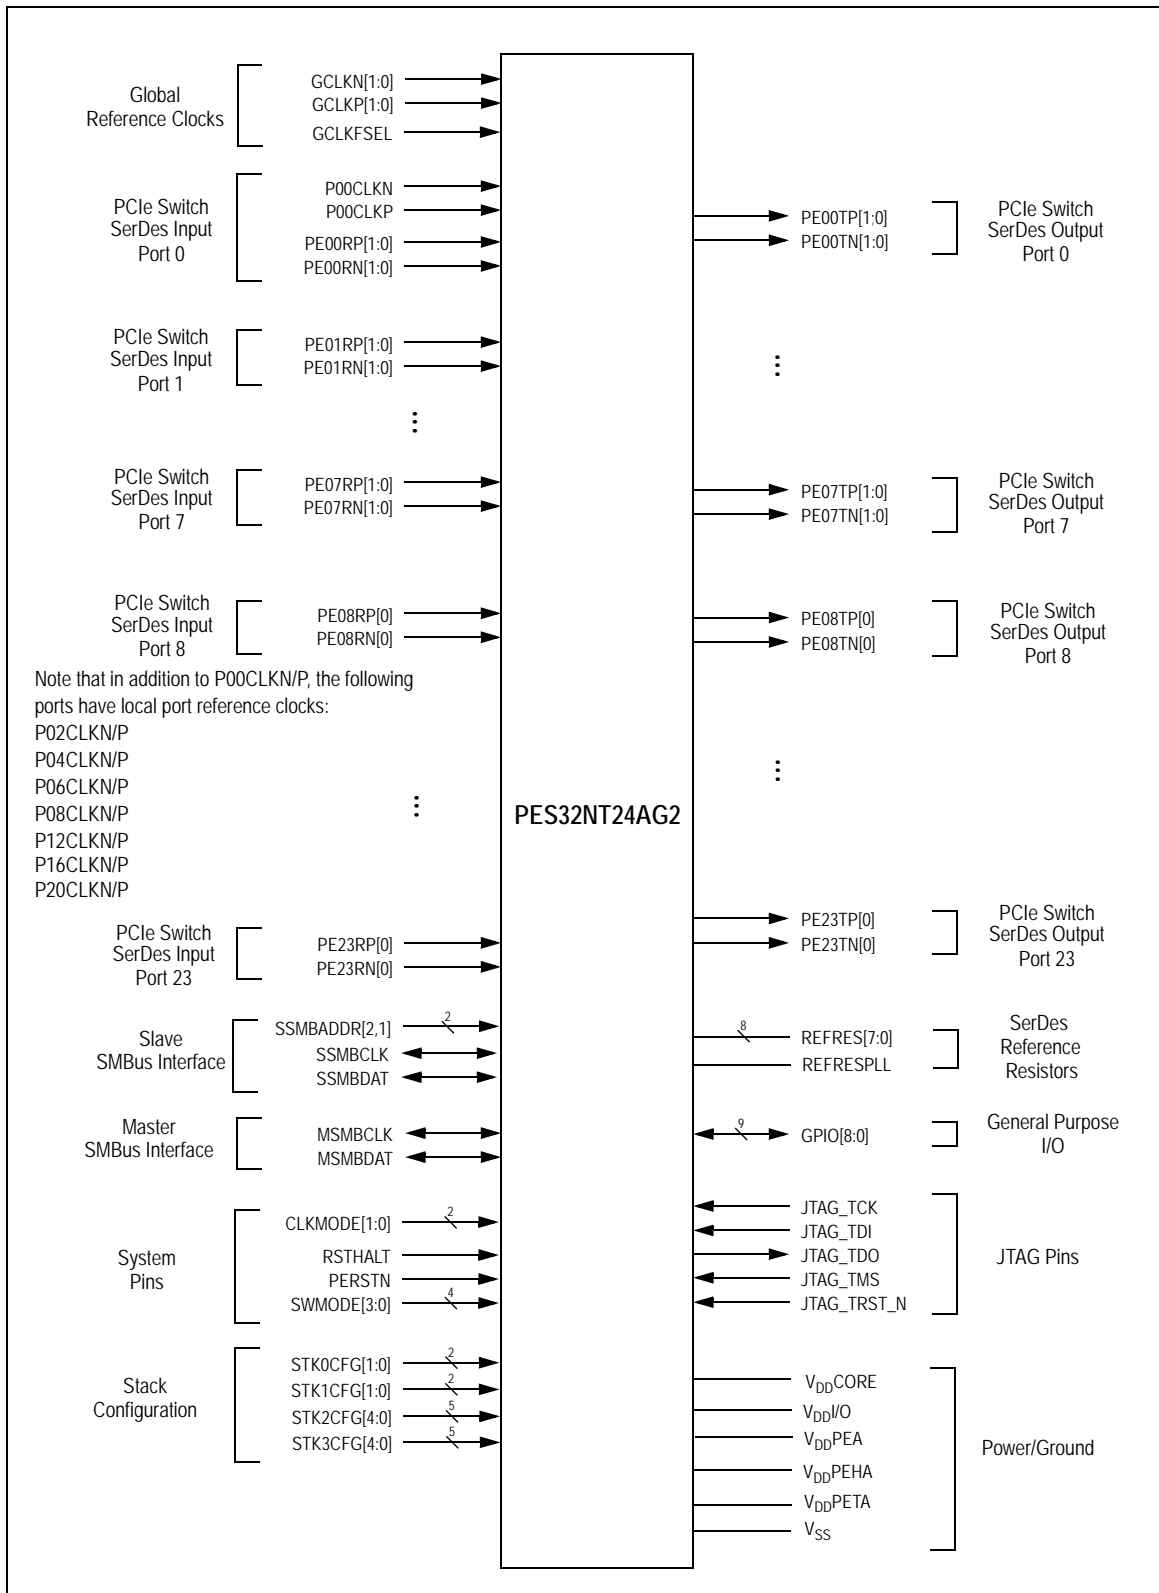 Global
Reference Clocks
GCLKN[1:0]
GCLKP[1:0]
GCLKFSEL
PCIe Switch
SerDes Input
Port 0
P00CLKN
P00CLKP
PE00RP[1:0]
PE00RN[1:0]
PCIe Switch
SerDes Input
Port 1
PE01RP[1:0]
PE01RN[1:0]
PCIe Switch
SerDes Input
Port 7
PE07RP[1:0]
PE07RN[1:0]
PCIe Switch
SerDes Input
Port 8
PE08RP[0]
PE08RN[0]
Note that in addition to P00CLKN/P, the following
ports have local port reference clocks:
P02CLKN/P
P04CLKN/P
P06CLKN/P
P08CLKN/P
P12CLKN/P
P16CLKN/P
P20CLKN/P
PCIe Switch
SerDes Input
Port 23
PE23RP[0]
PE23RN[0]
Slave
SMBus Interface
SSMBADDR[2,1]
2
SSMBCLK
SSMBDAT
Master
SMBus Interface
MSMBCLK
MSMBDAT
System
Pins
CLKMODE[1:0]
2
RSTHALT
PERSTN
SWMODE[3:0]
4
Stack
Configuration
STK0CFG[1:0]
2
STK1CFG[1:0]
2
STK2CFG[4:0]
5
STK3CFG[4:0]
5
PES32NT24AG2
PE00TP[1;0]
PE00TN[1:0]
PCIe Switch
SerDes Output
Port 0
PE07TP[1:0]
PE07TN[1:0]
PCIe Switch
SerDes Output
Port 7
PE08TP[0]
PE08TN[0]
PCIe Switch
SerDes Output
Port 8
PE23TP[0]
PE23TN[0]
PCIe Switch
SerDes Output
Port 23
8
REFRES[7:0]
REFRESPLL
SerDes
Reference
Resistors
9
GPIO[8:0]
General Purpose
I/O
JTAG_TCK
JTAG_TDI
JTAG_TDO
JTAG_TMS
JTAG_TRST_N
JTAG Pins
VDDCORE
VDDI/O
VDDPEA
VDDPEHA
VDDPETA
VSS
Power/Ground